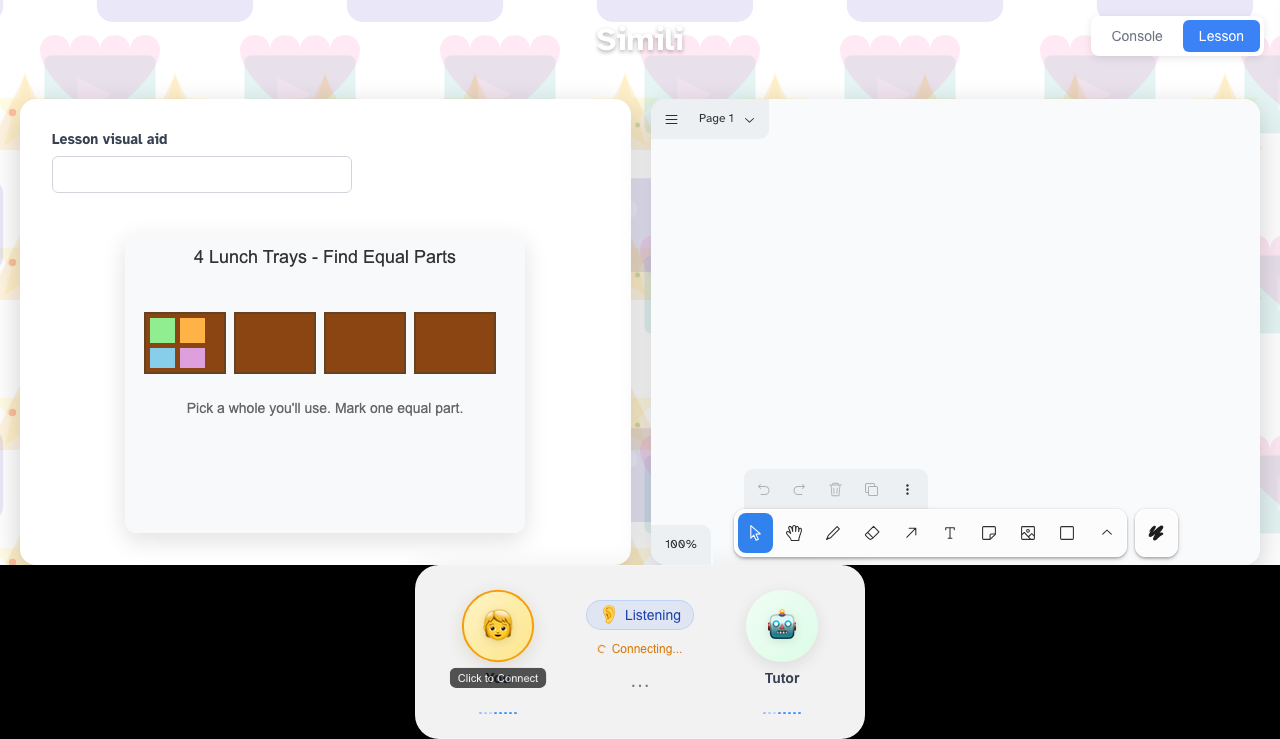 Simili
Console
Lesson
Lesson visual aid
Page 1
4 Lunch Trays - Find Equal Parts
Pick a whole you'll use. Mark one equal part.
100%
Listening
Connecting...
Click to Connect
...
Tutor